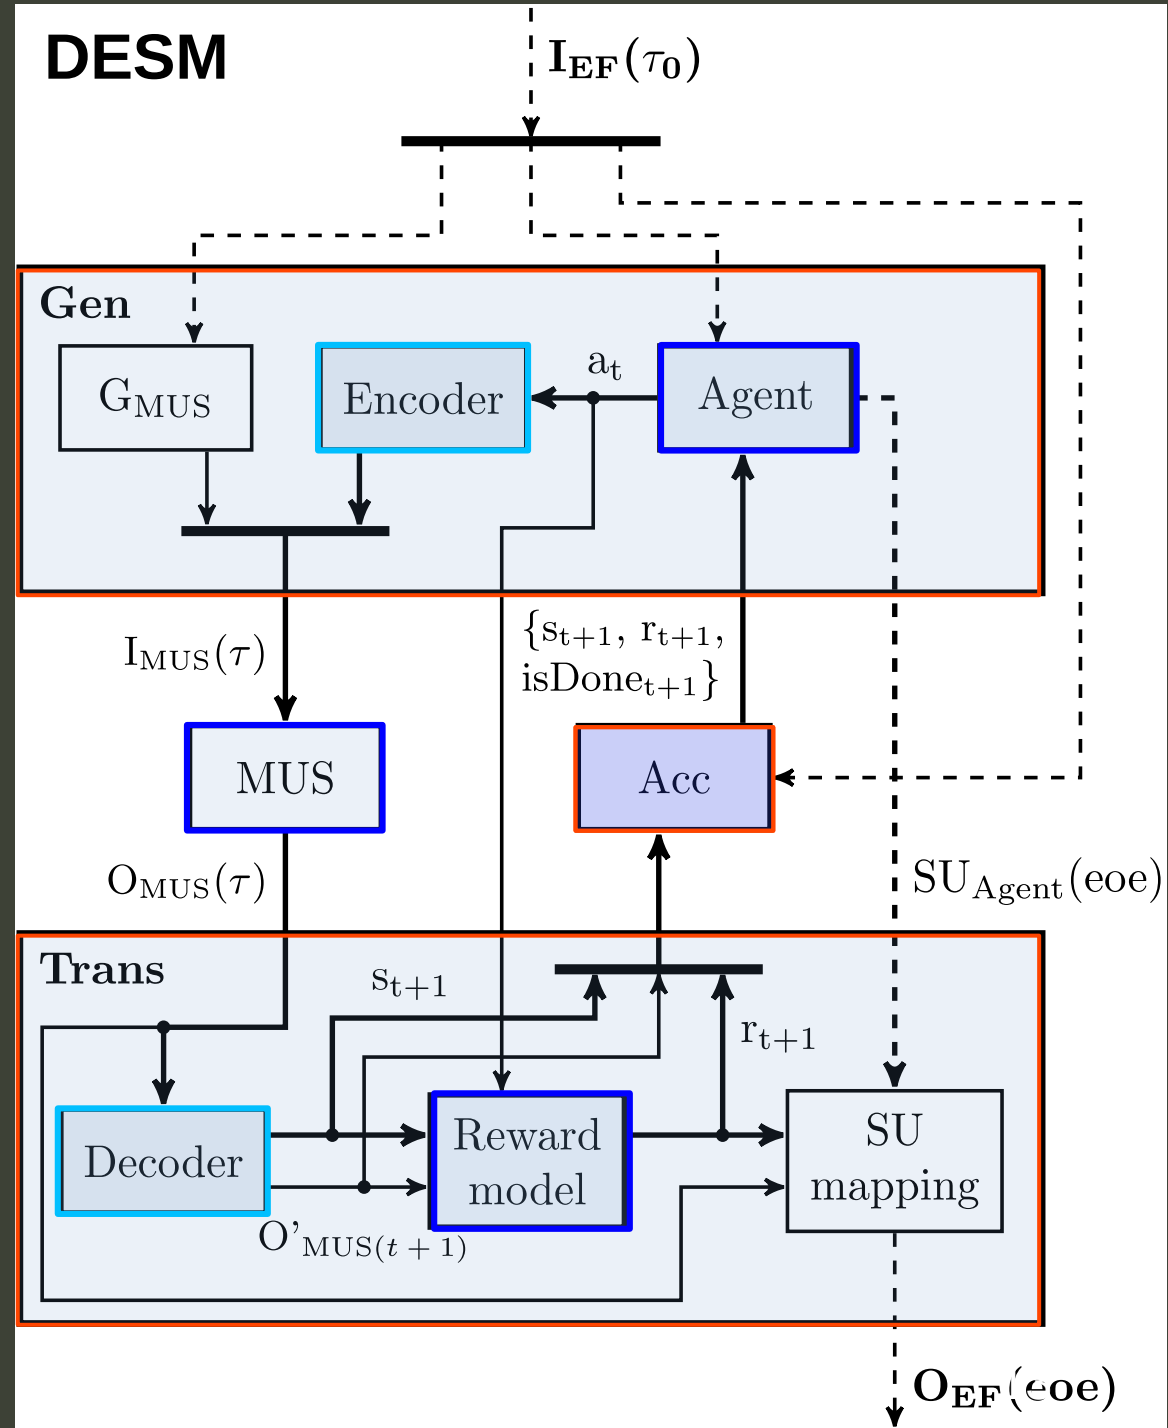 DESM
I_EF(τ_0)
Gen
G_MUS
Encoder
a_t
Agent
I_MUS(τ)
{s_t+1, r_t+1,
isDone_t+1}
MUS
Acc
O_MUS(τ)
SU_Agent(eoe)
Trans
s_t+1
r_t+1
Decoder
Reward
model
SU
mapping
O'_MUS(t + 1)
O_EF(eoe)